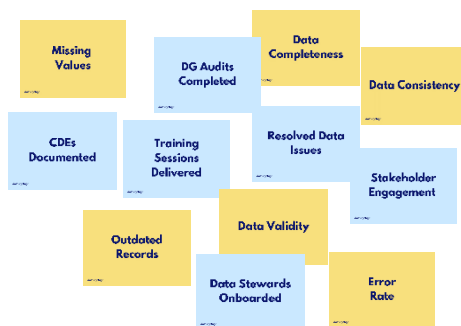 Missing
Values
DG Audits
Completed
Data
Completeness
Data Consistency
CDEs
Documented
Training
Sessions
Delivered
Resolved Data
Issues
Stakeholder
Engagement
Outdated
Records
Data Validity
Data Stewards
Onboarded
Error
Rate